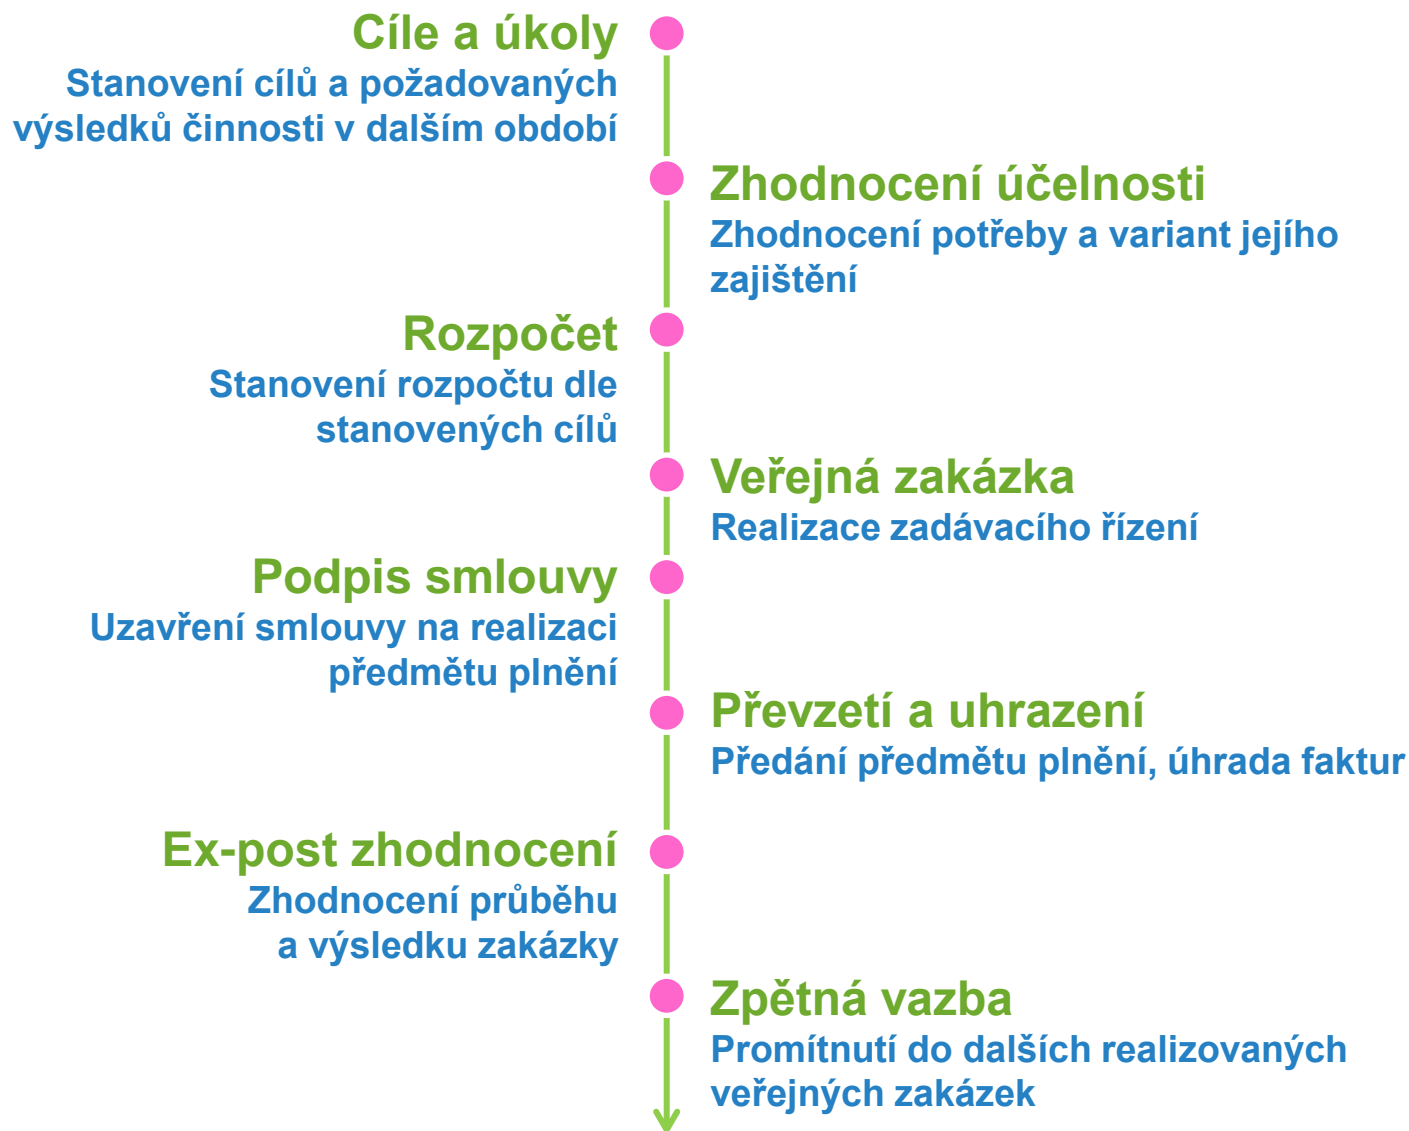 Cíle a úkoly
Stanovení cílů a požadovaných
výsledků činnosti v dalším období
Zhodnocení účelnosti
Zhodnocení potřeby a variant jejího
zajištění
Rozpočet
Stanovení rozpočtu dle
stanovených cílů
Veřejná zakázka
Realizace zadávacího řízení
Podpis smlouvy
Uzavření smlouvy na realizaci
předmětu plnění
Převzetí a uhrazení
Předání předmětu plnění, úhrada faktur
Ex-post zhodnocení
Zhodnocení průběhu
a výsledku zakázky
Zpětná vazba
Promítnutí do dalších realizovaných
veřejných zakázek